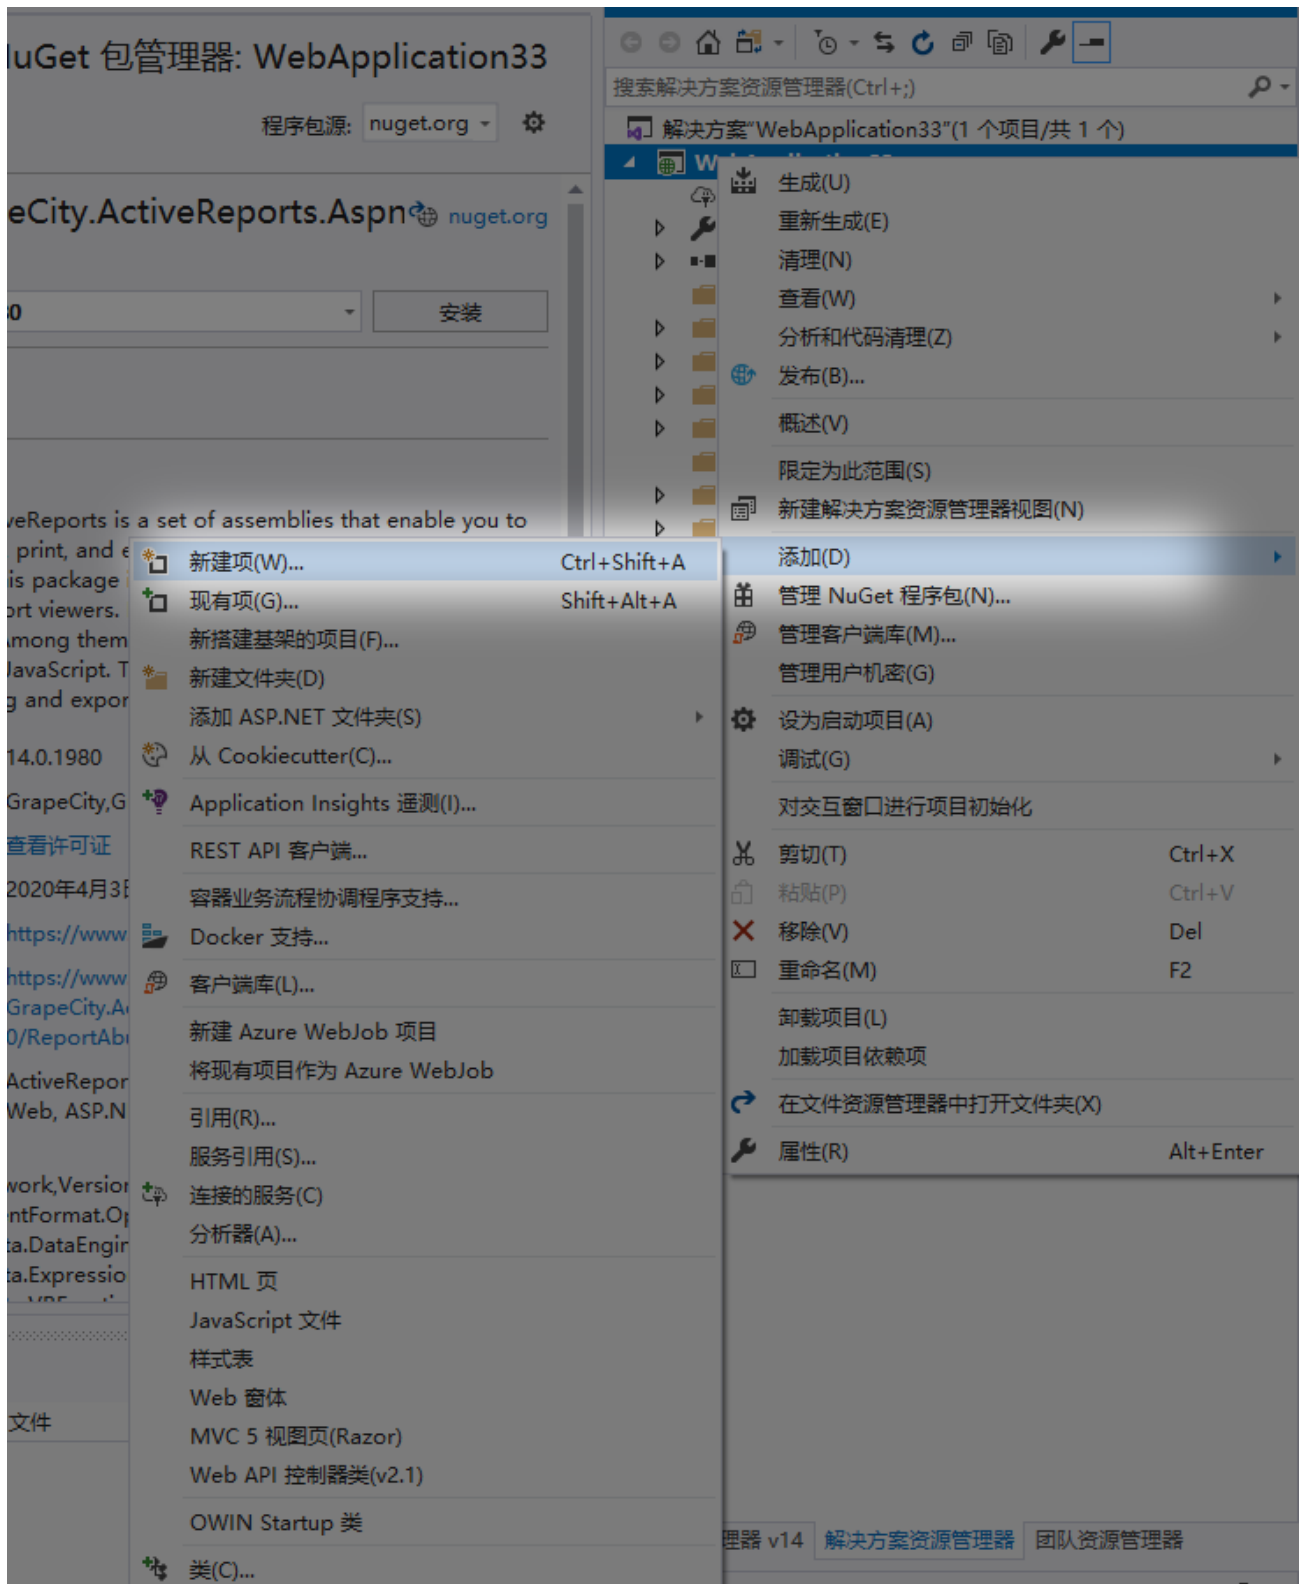 NuGet 包管理器: WebApplication33
程序包源: nuget.org
eCity.ActiveReports.Aspn nuget.org
安装
veReports is a set of assemblies that enable you to
print, and e
is package
ort viewers.
Among them
JavaScript. T
g and expor
14.0.1980
GrapeCity,G
查看许可证
2020年4月3日
https://www
https://www
GrapeCity.A
0/ReportAb
ActiveRepor
Web, ASP.N
work,Version
entFormat.Op
ta.DataEngin
ta.Expressio
文件
搜索解决方案资源管理器(Ctrl+;)
解决方案"WebApplication33"(1 个项目/共 1 个)
生成(U)
重新生成(E)
清理(N)
查看(W)
分析和代码清理(Z)
发布(B)...
概述(V)
限定为此范围(S)
新建解决方案资源管理器视图(N)
添加(D)
管理 NuGet 程序包(N)...
管理客户端库(M)...
管理用户机密(G)
设为启动项目(A)
调试(G)
对交互窗口进行项目初始化
剪切(T) Ctrl+X
粘贴(P) Ctrl+V
移除(V) Del
重命名(M) F2
卸载项目(L)
加载项目依赖项
在文件资源管理器中打开文件夹(X)
属性(R) Alt+Enter
新建项(W)... Ctrl+Shift+A
现有项(G)... Shift+Alt+A
新搭建基架的项目(F)...
新建文件夹(D)
添加 ASP.NET 文件夹(S)
从 Cookiecutter(C)...
Application Insights 遥测(I)...
REST API 客户端...
容器业务流程协调程序支持...
Docker 支持...
客户端库(L)...
新建 Azure WebJob 项目
将现有项目作为 Azure WebJob
引用(R)...
服务引用(S)...
连接的服务(C)
分析器(A)...
HTML 页
JavaScript 文件
样式表
Web 窗体
MVC 5 视图页(Razor)
Web API 控制器类(v2.1)
OWIN Startup 类
类(C)...
理器 v14 解决方案资源管理器 团队资源管理器